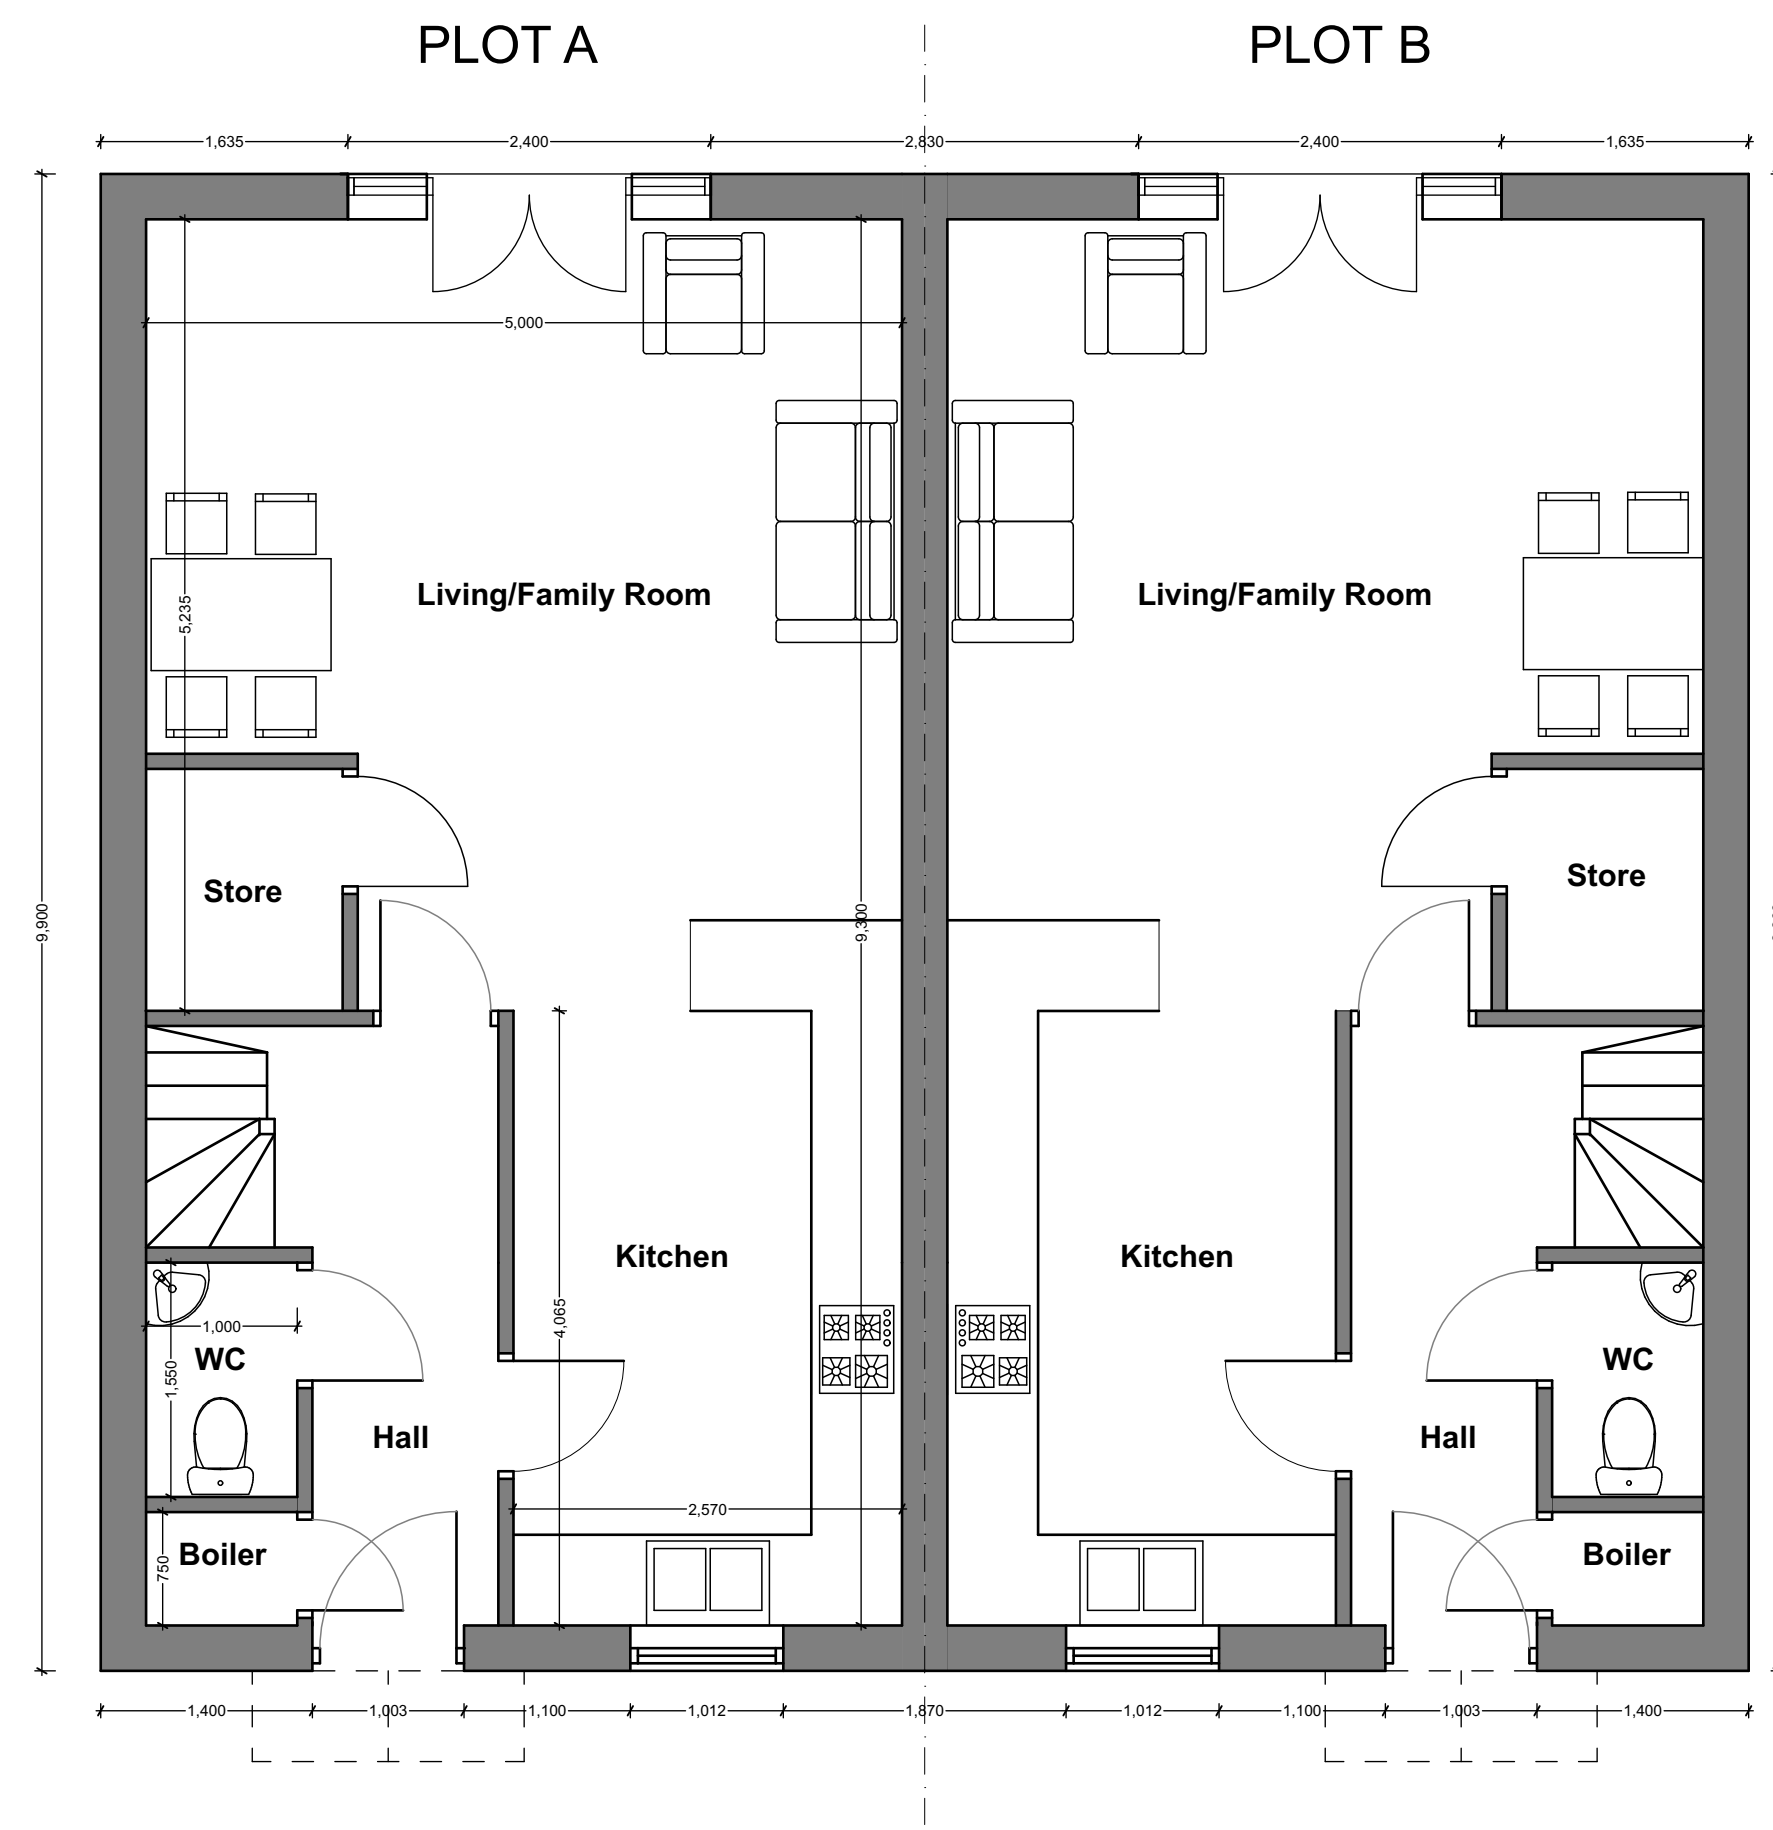 PLOT A
PLOT B
1,635
2,400
2,830
2,400
1,635
5,000
Living/Family Room
Living/Family Room
5,235
Store
Store
9,900
9,300
Kitchen
Kitchen
4,065
1,000
WC
WC
1,550
Hall
Hall
2,570
Boiler
Boiler
750
1,400
1,003
1,100
1,012
1,870
1,012
1,100
1,003
1,400